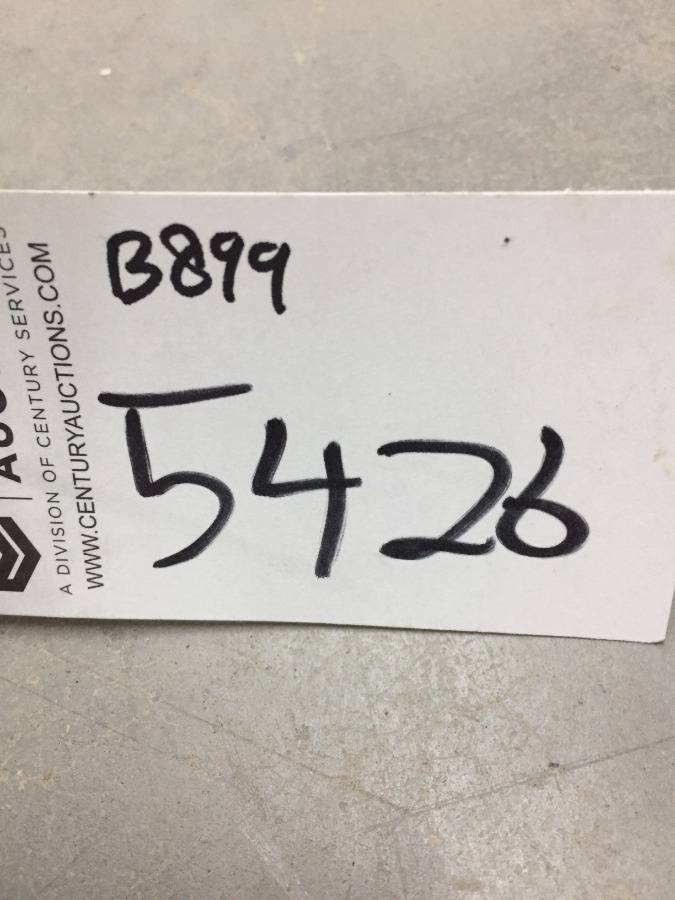 B899
5426
A DIVISION OF CENTURY SERVICES
WWW.CENTURYAUCTIONS.COM